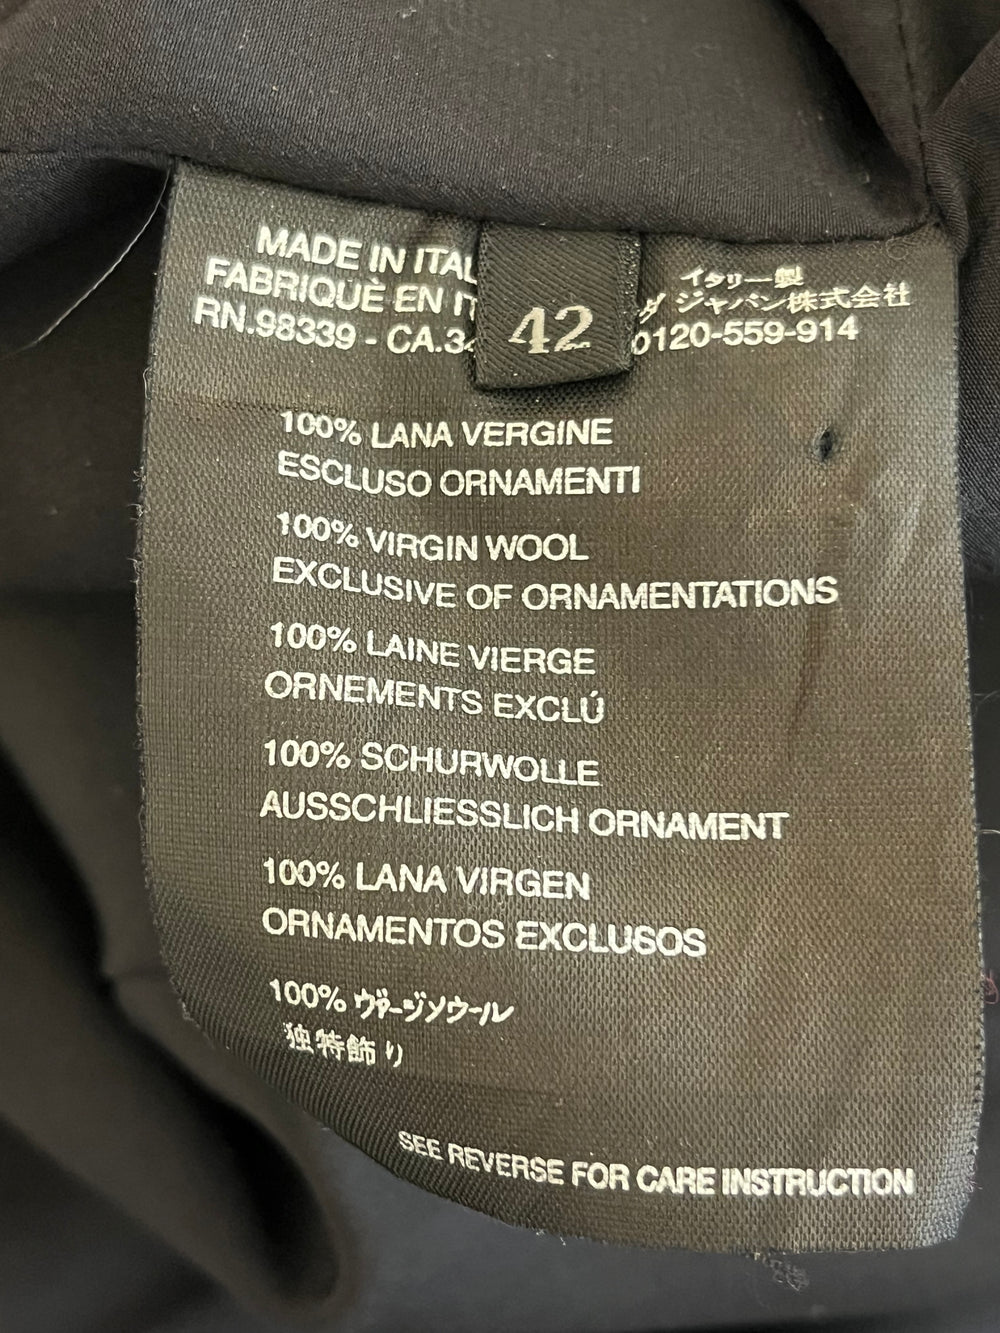 MADE IN ITAL
FABRIQUÈ EN IT
RN.98339 - CA.34
42
イタリー製
ダ ジャパン株式会社
0120-559-914
100% LANA VERGINE
ESCLUSO ORNAMENTI
100% VIRGIN WOOL
EXCLUSIVE OF ORNAMENTATIONS
100% LAINE VIERGE
ORNEMENTS EXCLÚ
100% SCHURWOLLE
AUSSCHLIESSLICH ORNAMENT
100% LANA VIRGEN
ORNAMENTOS EXCLUSOS
100% ヴァージンウール
独特飾り
SEE REVERSE FOR CARE INSTRUCTION